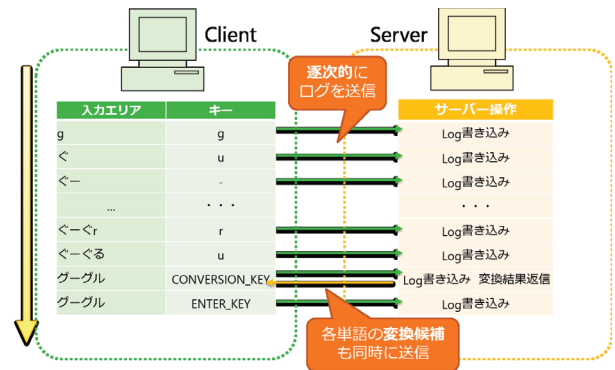 Client
Server
逐次的に
ログを送信
入力エリア キー サーバー操作
g g Log書き込み
ぐ u Log書き込み
ぐー - Log書き込み
... ・・・ ・・・
ぐーぐr r Log書き込み
ぐーぐる u Log書き込み
グーグル CONVERSION_KEY Log書き込み 変換結果返信
グーグル ENTER_KEY Log書き込み
各単語の変換候補
も同時に送信